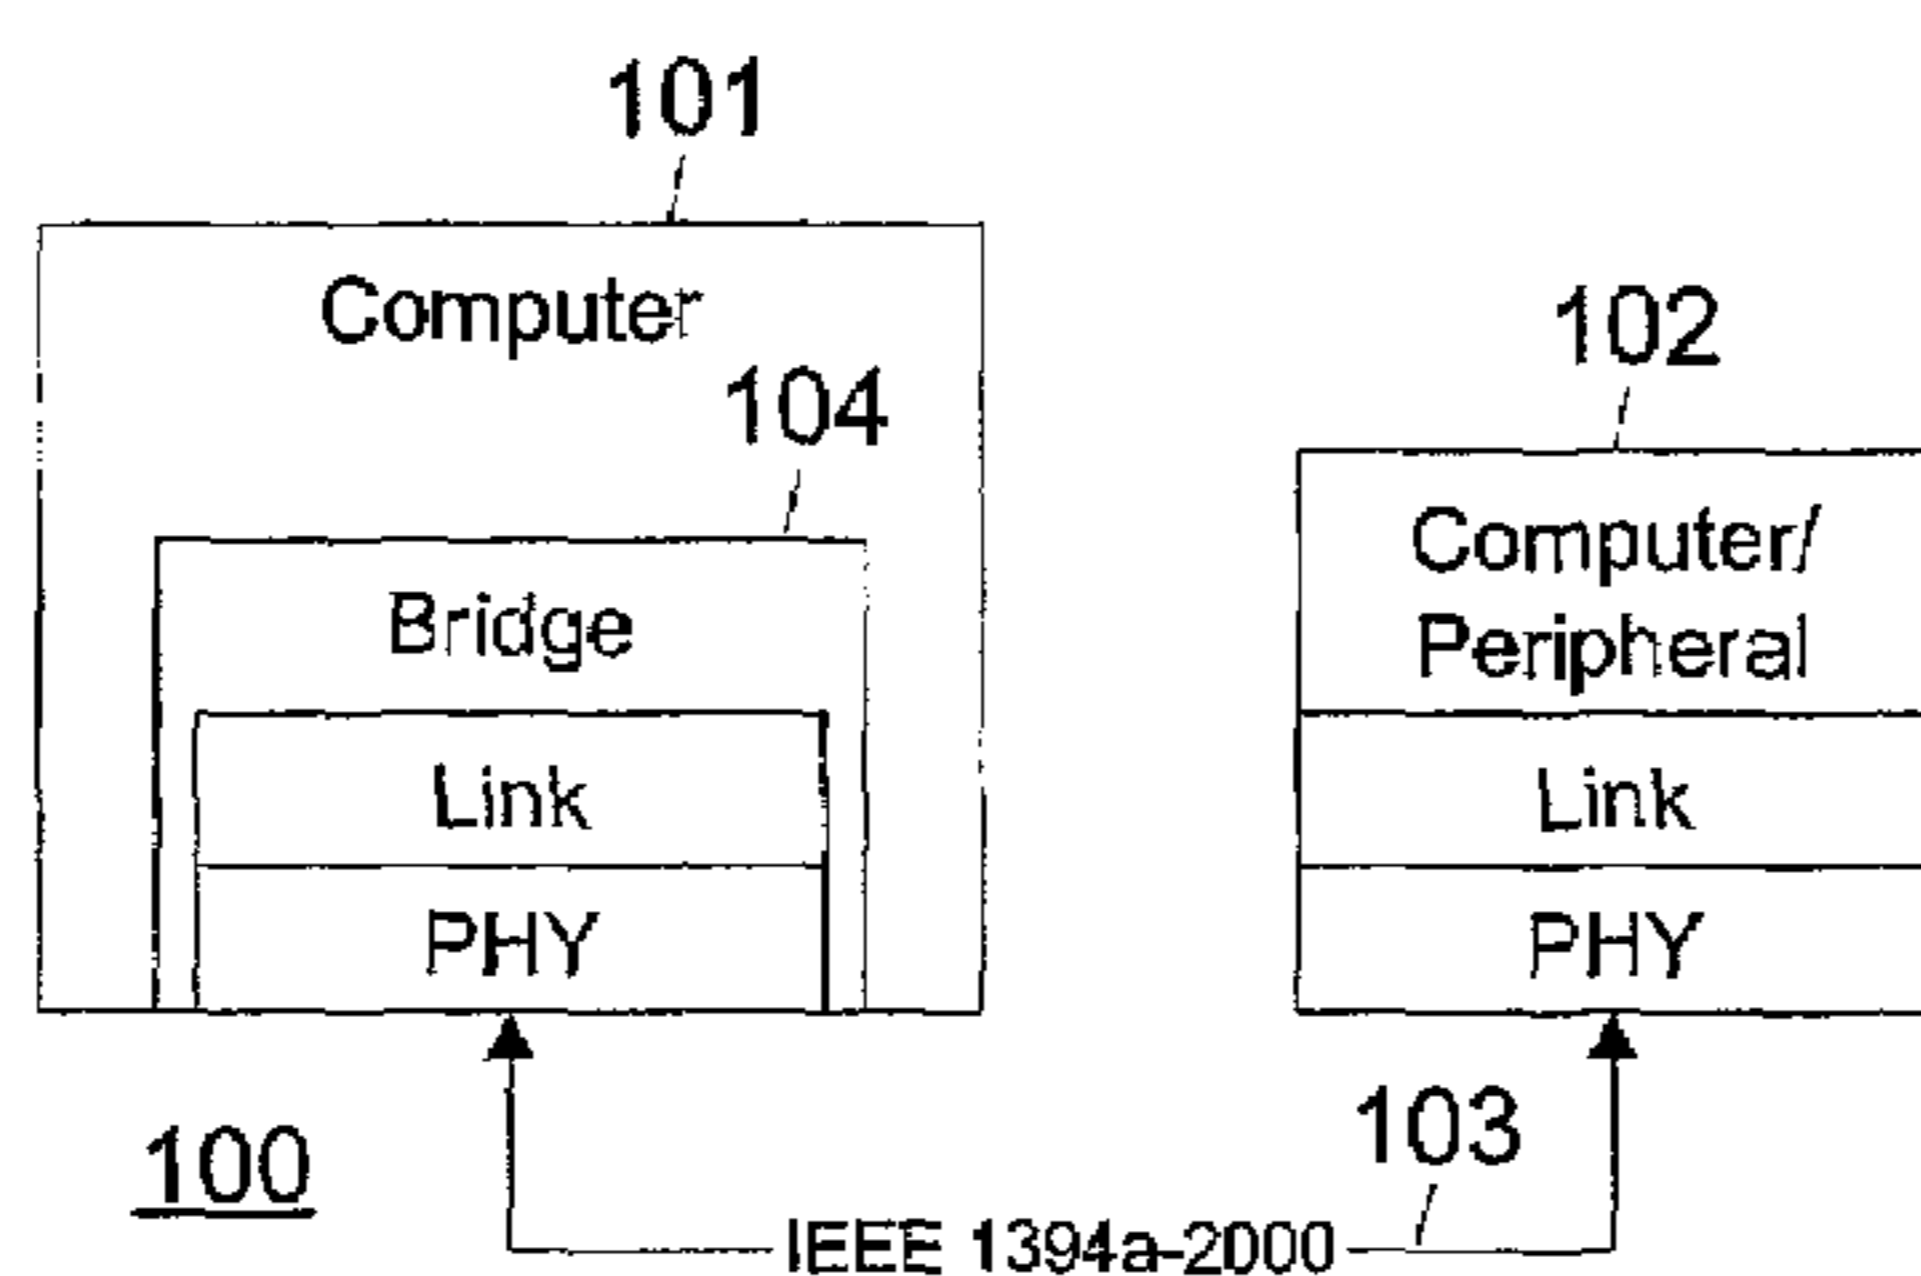 101
Computer
104
Bridge
Link
PHY
102
Computer/
Peripheral
Link
PHY
103
100
IEEE 1394a-2000